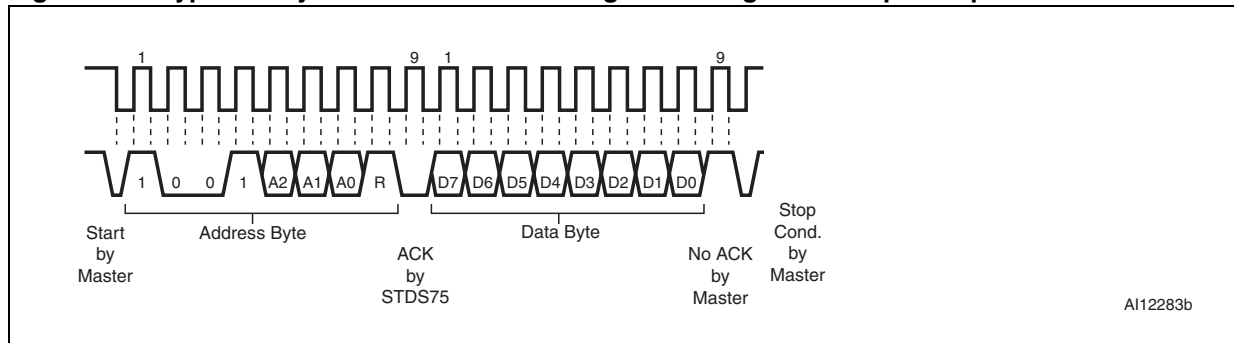 1 9 1 9
1 0 0 1 A2 A1 A0 R D7 D6 D5 D4 D3 D2 D1 D0
Start
by
Master
Address Byte
ACK
by
STDS75
Data Byte
No ACK
by
Master
Stop
Cond.
by
Master
AI12283b